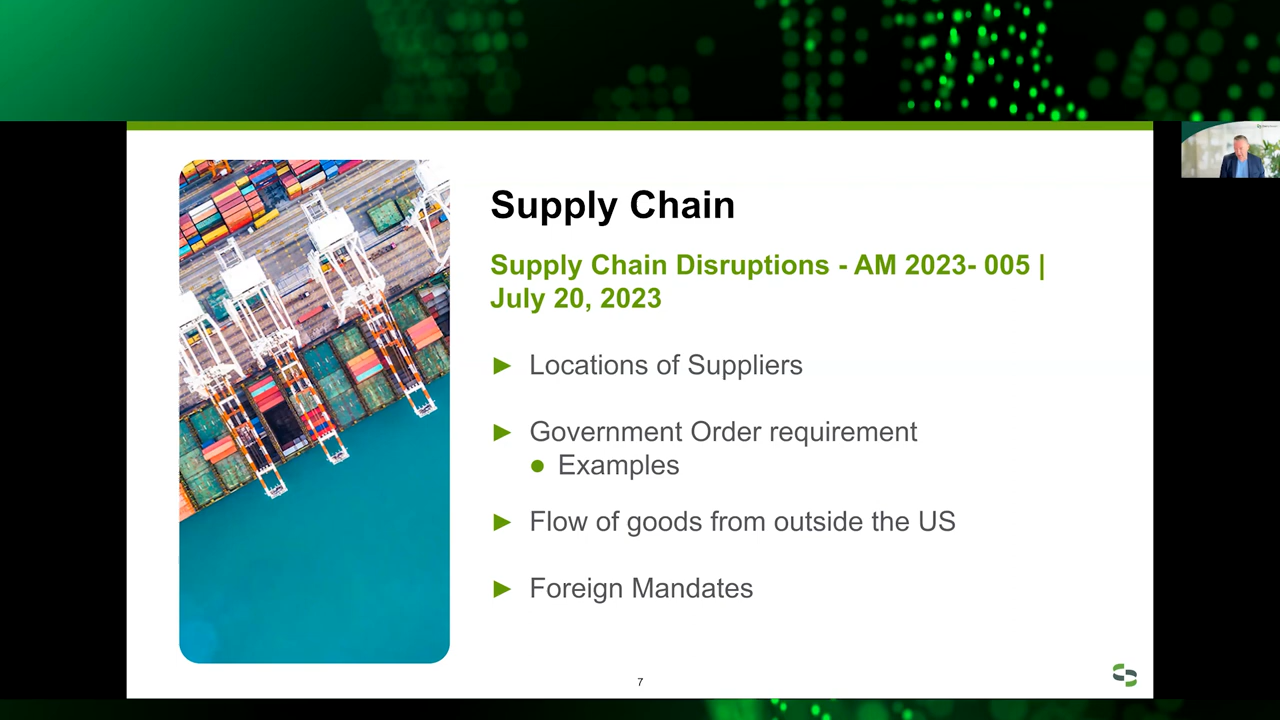 Supply Chain
Supply Chain Disruptions - AM 2023- 005 |
July 20, 2023
► Locations of Suppliers
► Government Order requirement
● Examples
► Flow of goods from outside the US
► Foreign Mandates
7